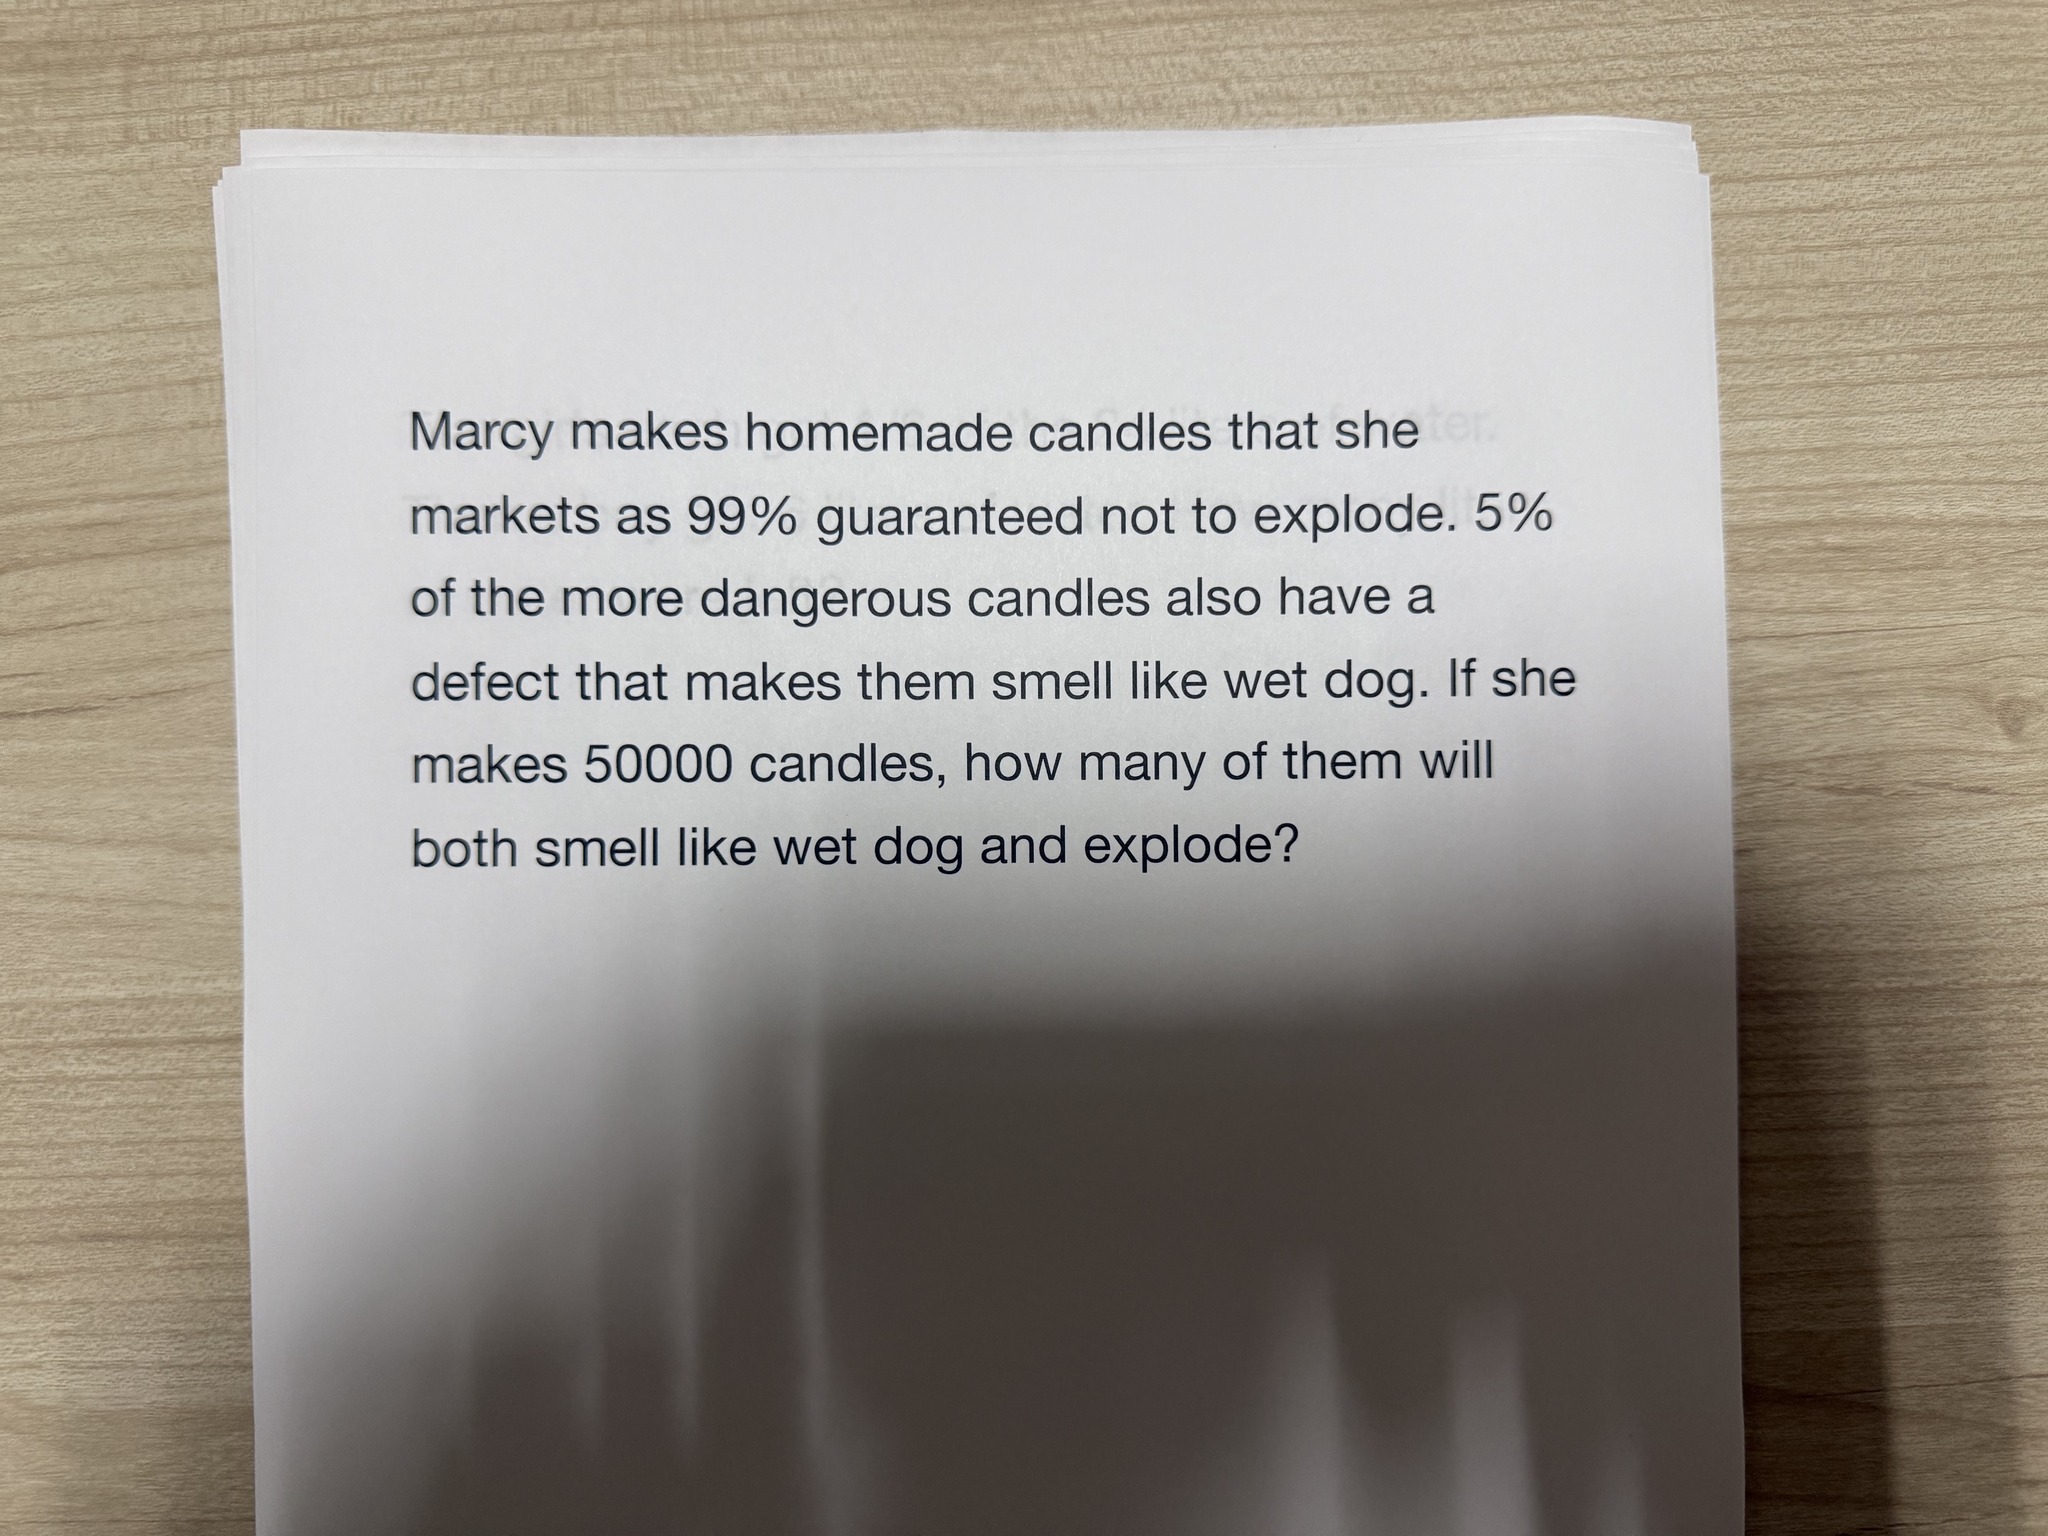 Marcy makes homemade candles that she
markets as 99% guaranteed not to explode. 5%
of the more dangerous candles also have a
defect that makes them smell like wet dog. If she
makes 50000 candles, how many of them will
both smell like wet dog and explode?